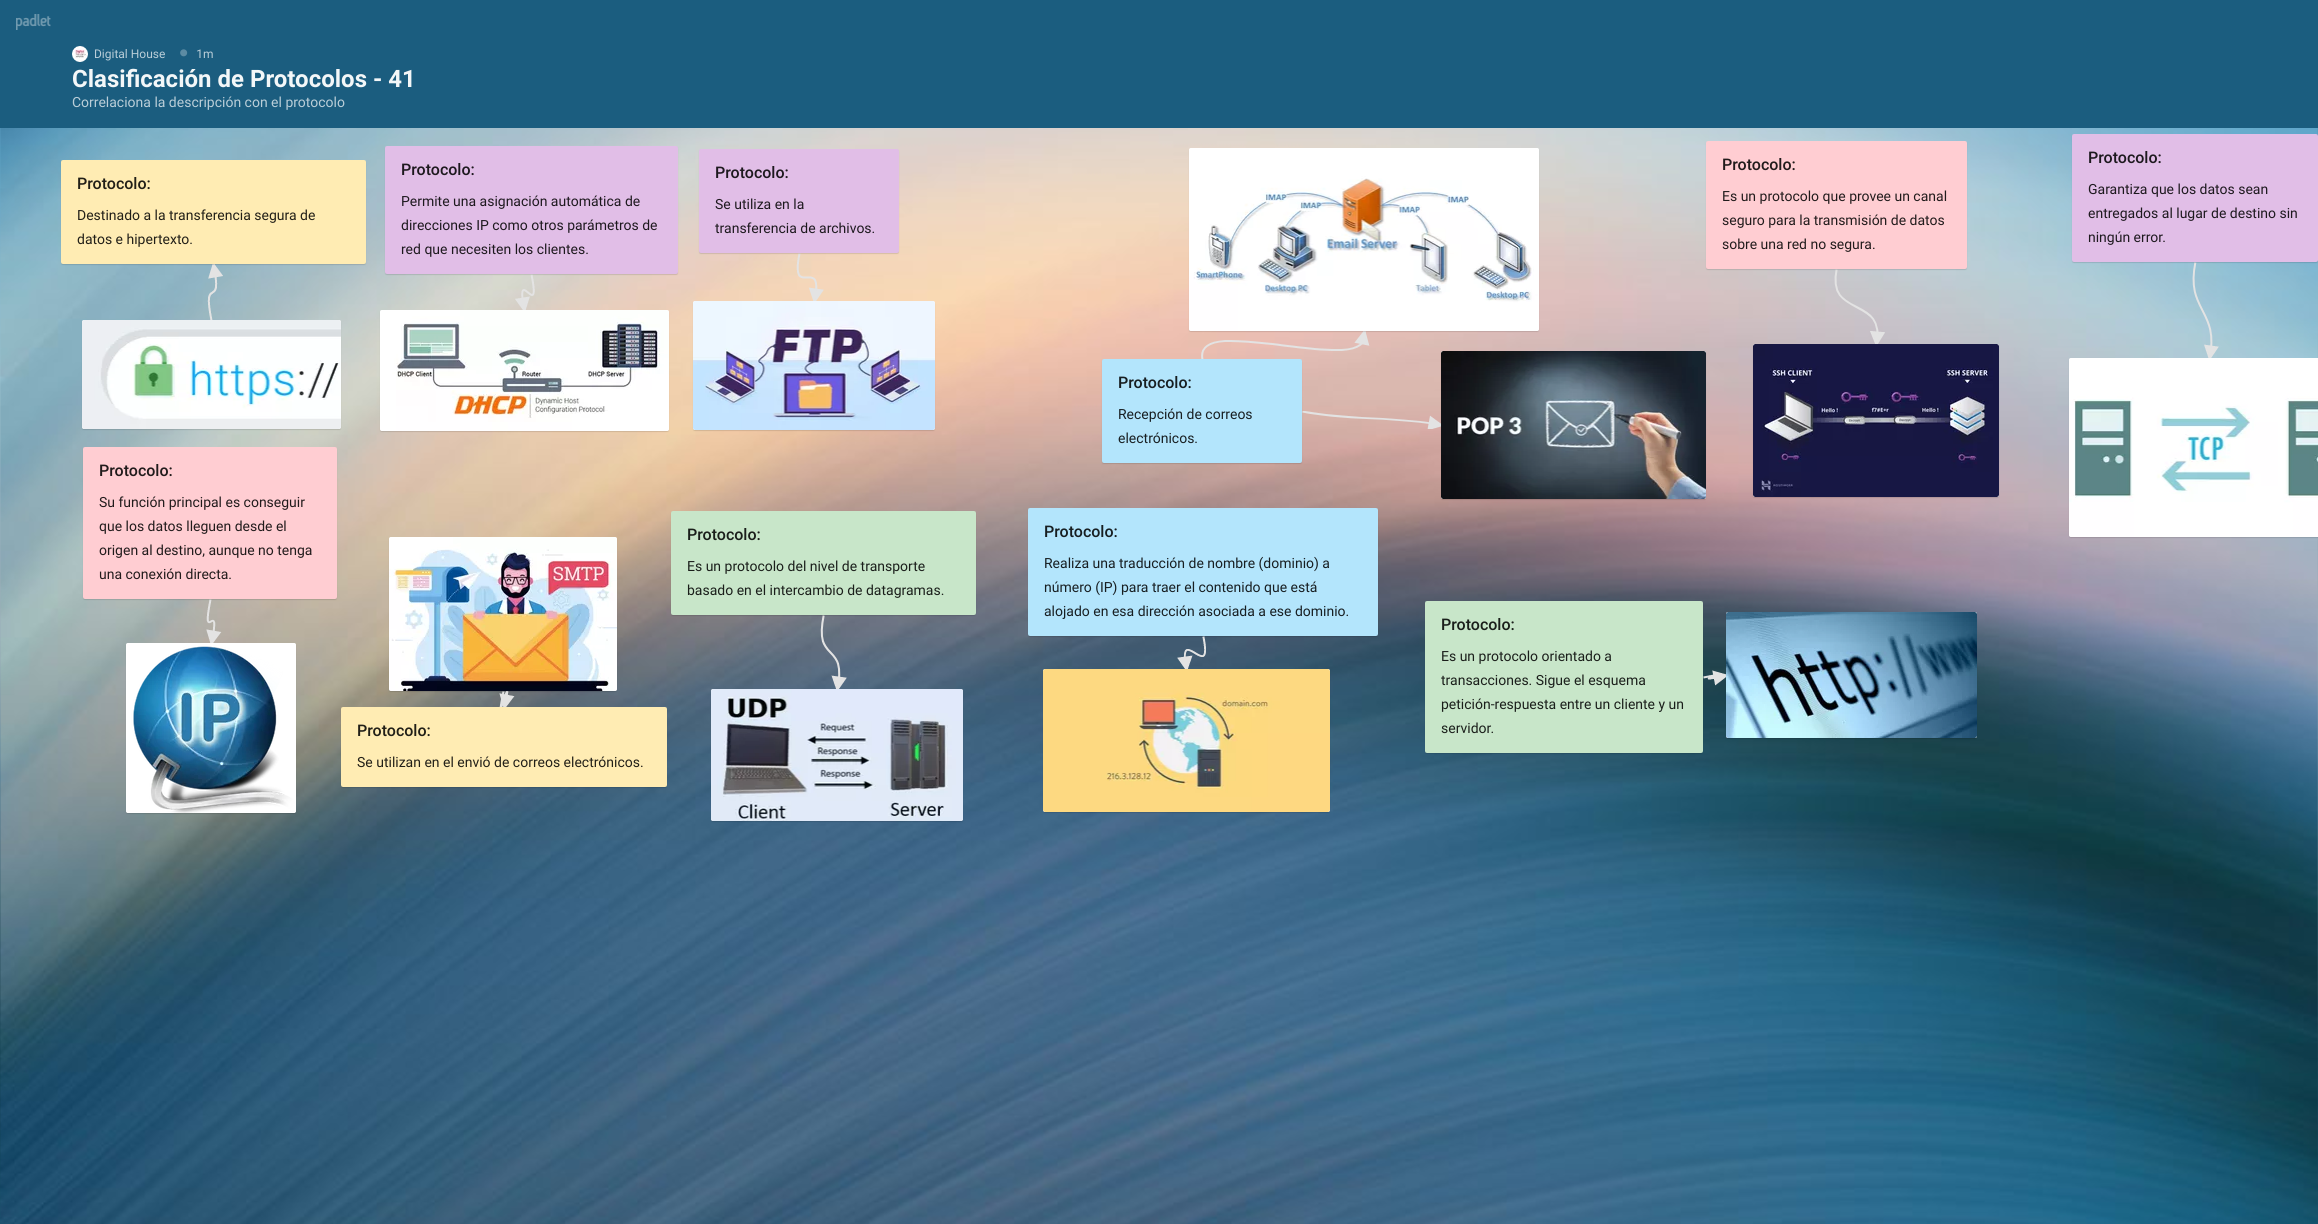 padlet
Digital House • 1m
Clasificación de Protocolos - 41
Correlaciona la descripción con el protocolo
Protocolo:
Destinado a la transferencia segura de
datos e hipertexto.
https://
Protocolo:
Permite una asignación automática de
direcciones IP como otros parámetros de
red que necesiten los clientes.
DHCP Client
Router
DHCP Server
DHCP
Dynamic Host
Configuration Protocol
Protocolo:
Se utiliza en la
transferencia de archivos.
FTP
IMAP
IMAP
IMAP
IMAP
Email Server
SmartPhone
Desktop PC
Tablet
Desktop PC
Protocolo:
Recepción de correos
electrónicos.
POP 3
Protocolo:
Es un protocolo que provee un canal
seguro para la transmisión de datos
sobre una red no segura.
SSH CLIENT
SSH SERVER
Hello !
Hello !
Protocolo:
Garantiza que los datos sean
entregados al lugar de destino sin
ningún error.
TCP
Protocolo:
Su función principal es conseguir
que los datos lleguen desde el
origen al destino, aunque no tenga
una conexión directa.
IP
SMTP
Protocolo:
Se utilizan en el envió de correos electrónicos.
Protocolo:
Es un protocolo del nivel de transporte
basado en el intercambio de datagramas.
UDP
Request
Response
Response
Client
Server
Protocolo:
Realiza una traducción de nombre (dominio) a
número (IP) para traer el contenido que está
alojado en esa dirección asociada a ese dominio.
domain.com
216.3.128.12
Protocolo:
Es un protocolo orientado a
transacciones. Sigue el esquema
petición-respuesta entre un cliente y un
servidor.
http://www